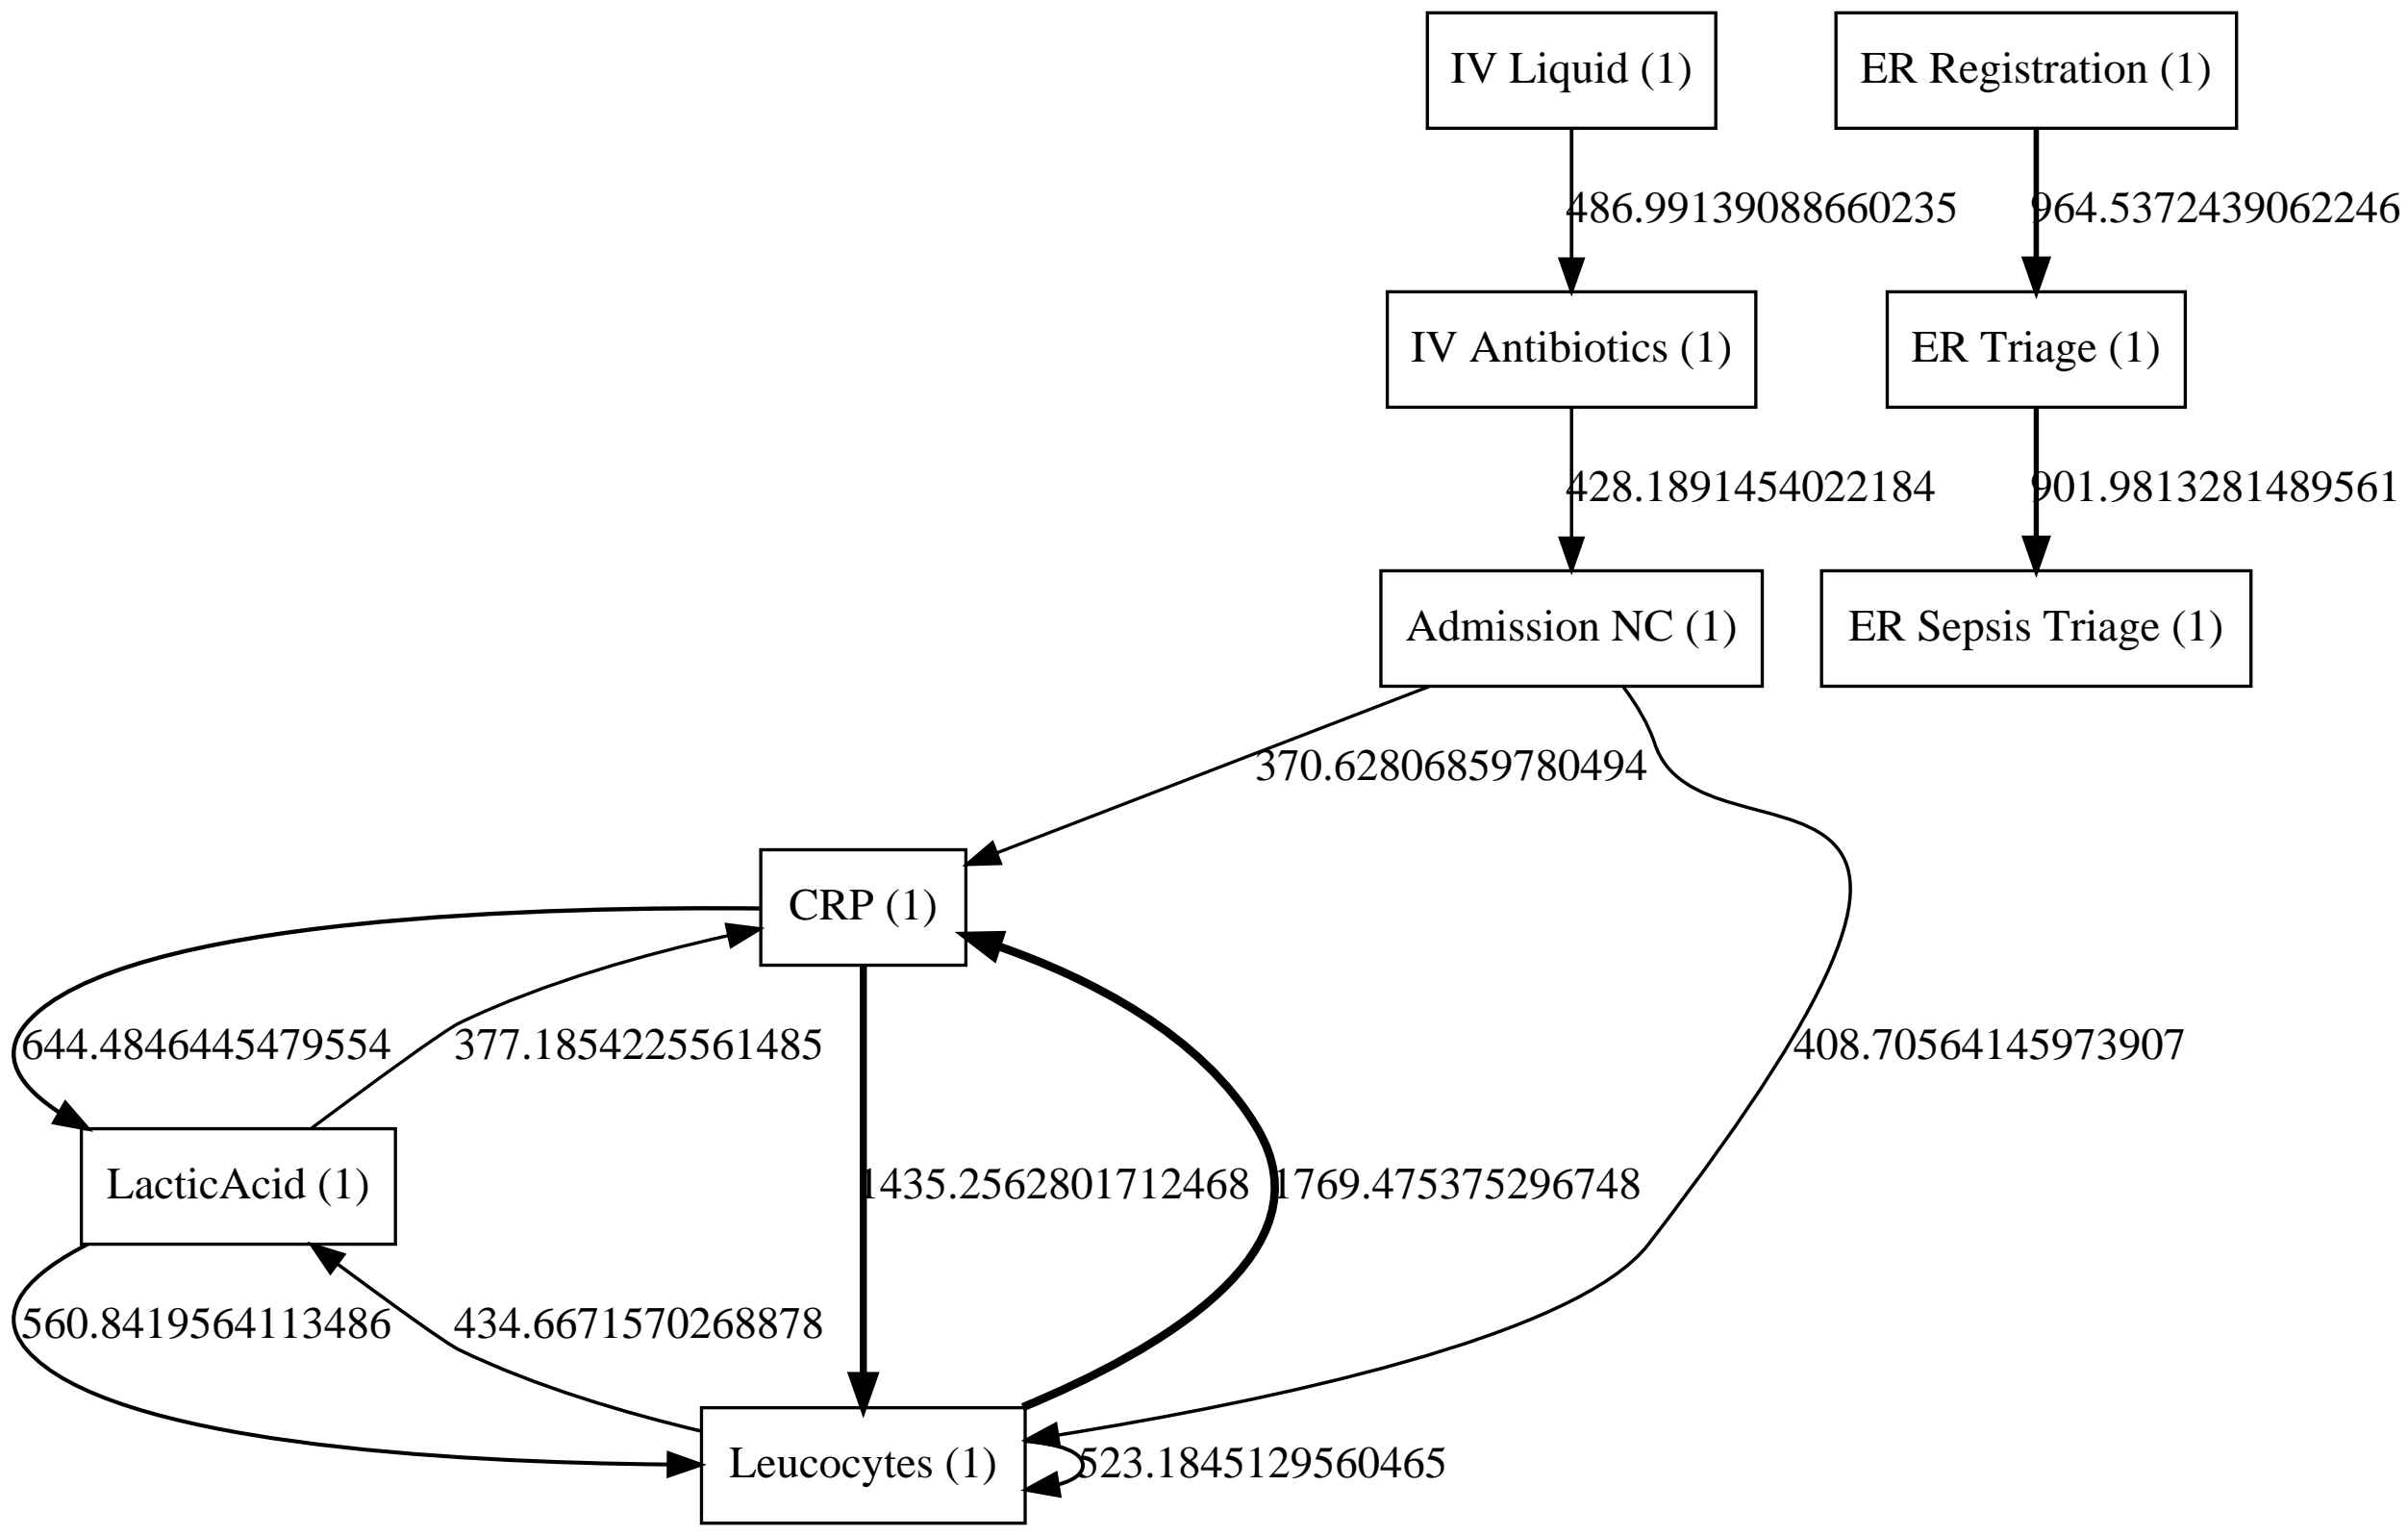 IV Liquid (1)
ER Registration (1)
486.99139088660235
964.5372439062246
IV Antibiotics (1)
ER Triage (1)
428.1891454022184
901.9813281489561
Admission NC (1)
ER Sepsis Triage (1)
370.62806859780494
CRP (1)
644.4846445479554
377.1854225561485
408.70564145973907
LacticAcid (1)
1435.2562801712468
1769.475375296748
560.8419564113486
434.6671570268878
Leucocytes (1)
523.1845129560465